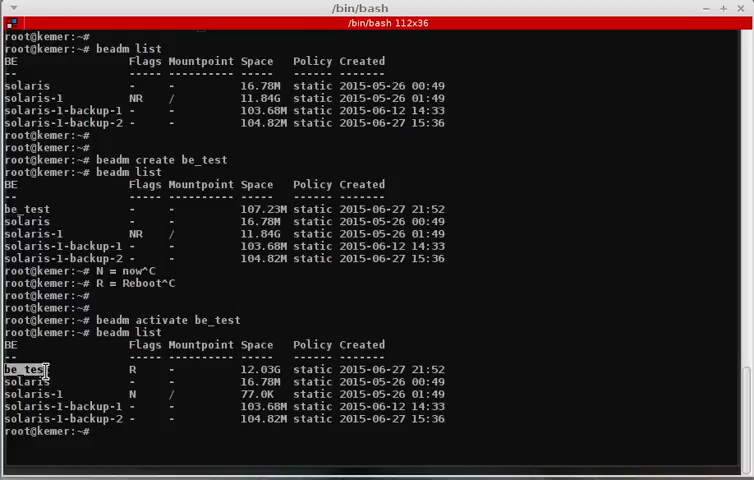 /bin/bash
/bin/bash 112x36
root@kemer:~#
root@kemer:~# beadm list
BE Flags Mountpoint Space Policy Created
-- ----- ---------- ----- ------ -------
solaris - - 16.78M static 2015-05-26 00:49
solaris-1 NR / 11.84G static 2015-05-26 01:49
solaris-1-backup-1 - - 103.68M static 2015-06-12 14:33
solaris-1-backup-2 - - 104.82M static 2015-06-27 15:36
root@kemer:~#
root@kemer:~#
root@kemer:~# beadm create be_test
root@kemer:~# beadm list
BE Flags Mountpoint Space Policy Created
-- ----- ---------- ----- ------ -------
be_test - - 107.23M static 2015-06-27 21:52
solaris - - 16.78M static 2015-05-26 00:49
solaris-1 NR / 11.84G static 2015-05-26 01:49
solaris-1-backup-1 - - 103.68M static 2015-06-12 14:33
solaris-1-backup-2 - - 104.82M static 2015-06-27 15:36
root@kemer:~# N = now^C
root@kemer:~# R = Reboot^C
root@kemer:~#
root@kemer:~#
root@kemer:~# beadm activate be_test
root@kemer:~# beadm list
BE Flags Mountpoint Space Policy Created
-- ----- ---------- ----- ------ -------
be_test R - 12.03G static 2015-06-27 21:52
solaris - - 16.78M static 2015-05-26 00:49
solaris-1 N / 77.0K static 2015-05-26 01:49
solaris-1-backup-1 - - 103.68M static 2015-06-12 14:33
solaris-1-backup-2 - - 104.82M static 2015-06-27 15:36
root@kemer:~#